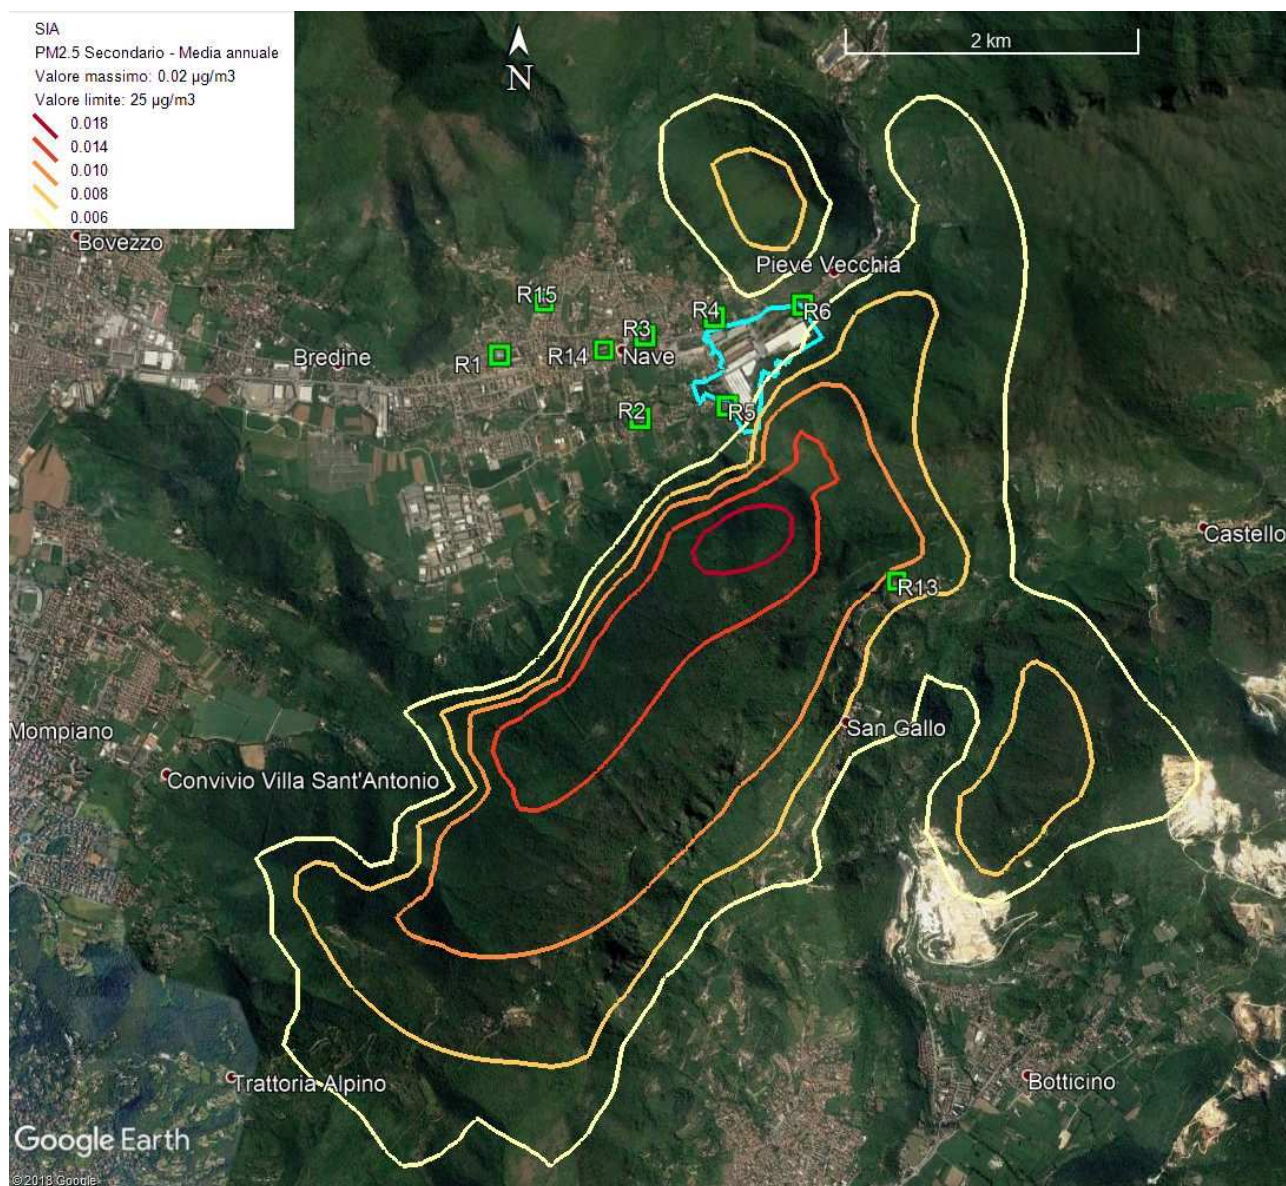 SIA
PM2.5 Secondario - Media annuale
Valore massimo: 0.02 µg/m3
Valore limite: 25 µg/m3
0.018
0.014
0.010
0.008
0.006
N
2 km
Bovezzo
Pieve Vecchia
R15
R4
R6
R3
R14
Nave
R1
Bredine
R2
R5
Castello
R13
San Gallo
Mompiano
Convivio Villa Sant'Antonio
Trattoria Alpino
Botticino
Google Earth
© 2018 Google